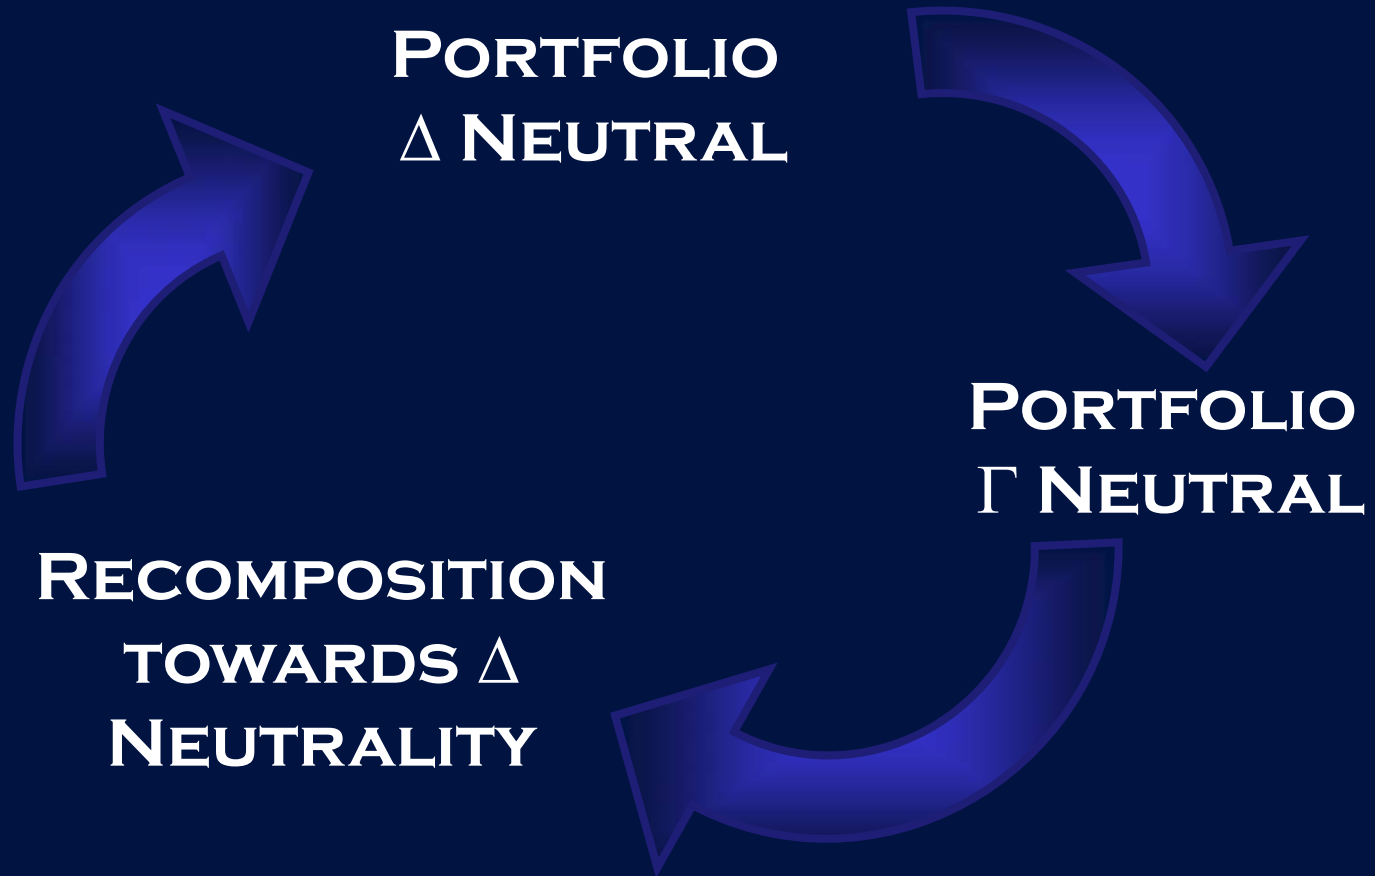 Portfolio
Δ Neutral
Portfolio
Γ Neutral
Recomposition
towards Δ
Neutrality